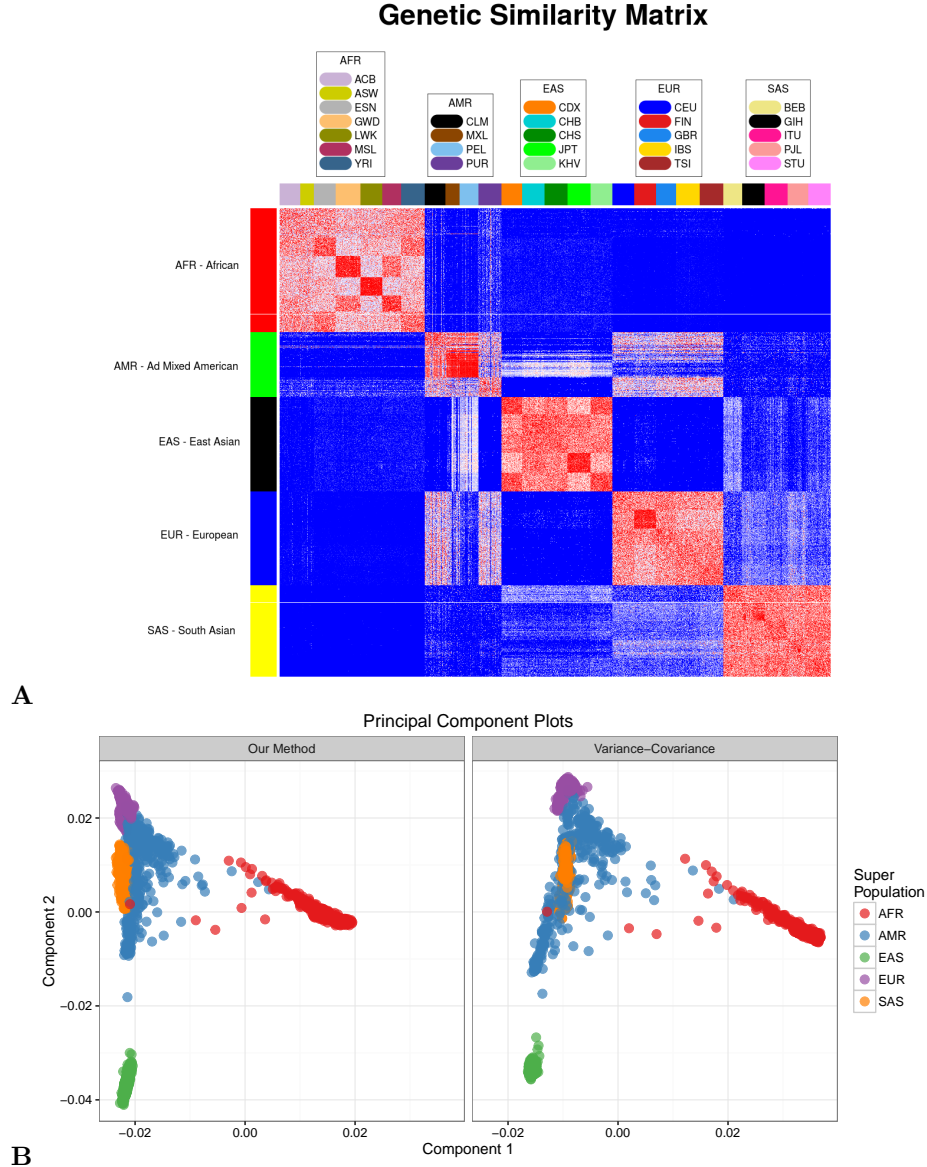 Genetic Similarity Matrix
AFR
ACB
ASW
ESN
GWD
LWK
MSL
YRI
AMR
CLM
MXL
PEL
PUR
EAS
CDX
CHB
CHS
JPT
KHV
EUR
CEU
FIN
GBR
IBS
TSI
SAS
BEB
GIH
ITU
PJL
STU
AFR - African
AMR - Ad Mixed American
EAS - East Asian
EUR - European
SAS - South Asian
A
Principal Component Plots
Our Method
Variance−Covariance
Component 2
0.02
0.00
−0.02
−0.04
−0.02
0.00
0.02
−0.02
0.00
0.02
Component 1
Super
Population
AFR
AMR
EAS
EUR
SAS
B